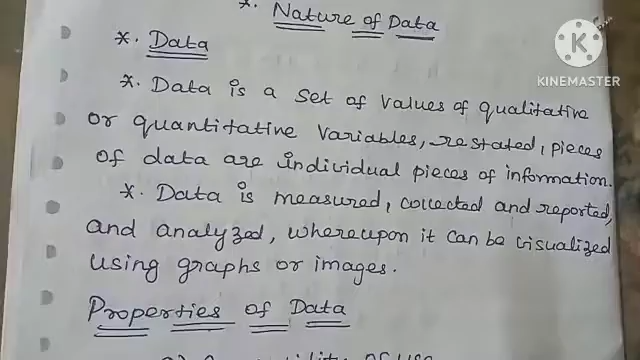 *. Nature of Data
*. Data
*. Data is a set of values of qualitative
or quantitative variables, restated, pieces
of data are individual pieces of information.
*. Data is measured, collected and reported,
and analyzed, whereupon it can be visualized
using graphs or images.
Properties of Data
of use
K
KINEMASTER